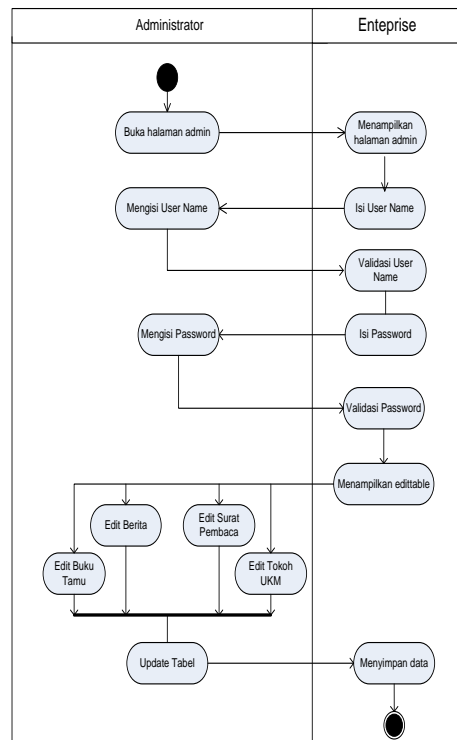 Administrator
Enteprise
Buka halaman admin
Menampilkan
halaman admin
Mengisi User Name
Isi User Name
Validasi User
Name
Mengisi Password
Isi Password
Validasi Password
Menampilkan edittable
Edit Berita
Edit Surat
Pembaca
Edit Buku
Tamu
Edit Tokoh
UKM
Update Tabel
Menyimpan data